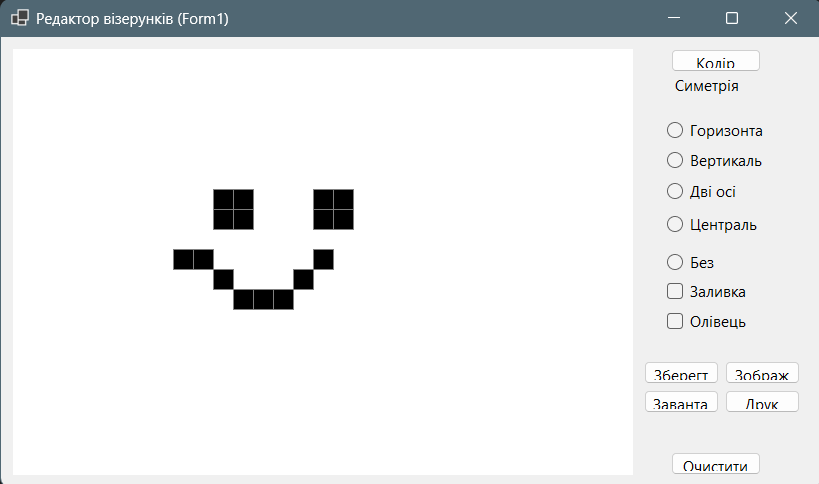 Редактор візерунків (Form1)
Колір
Симетрія
Горизонта
Вертикаль
Дві осі
Централь
Без
Заливка
Олівець
Зберегт Зображ
Заванта Друк
Очистити